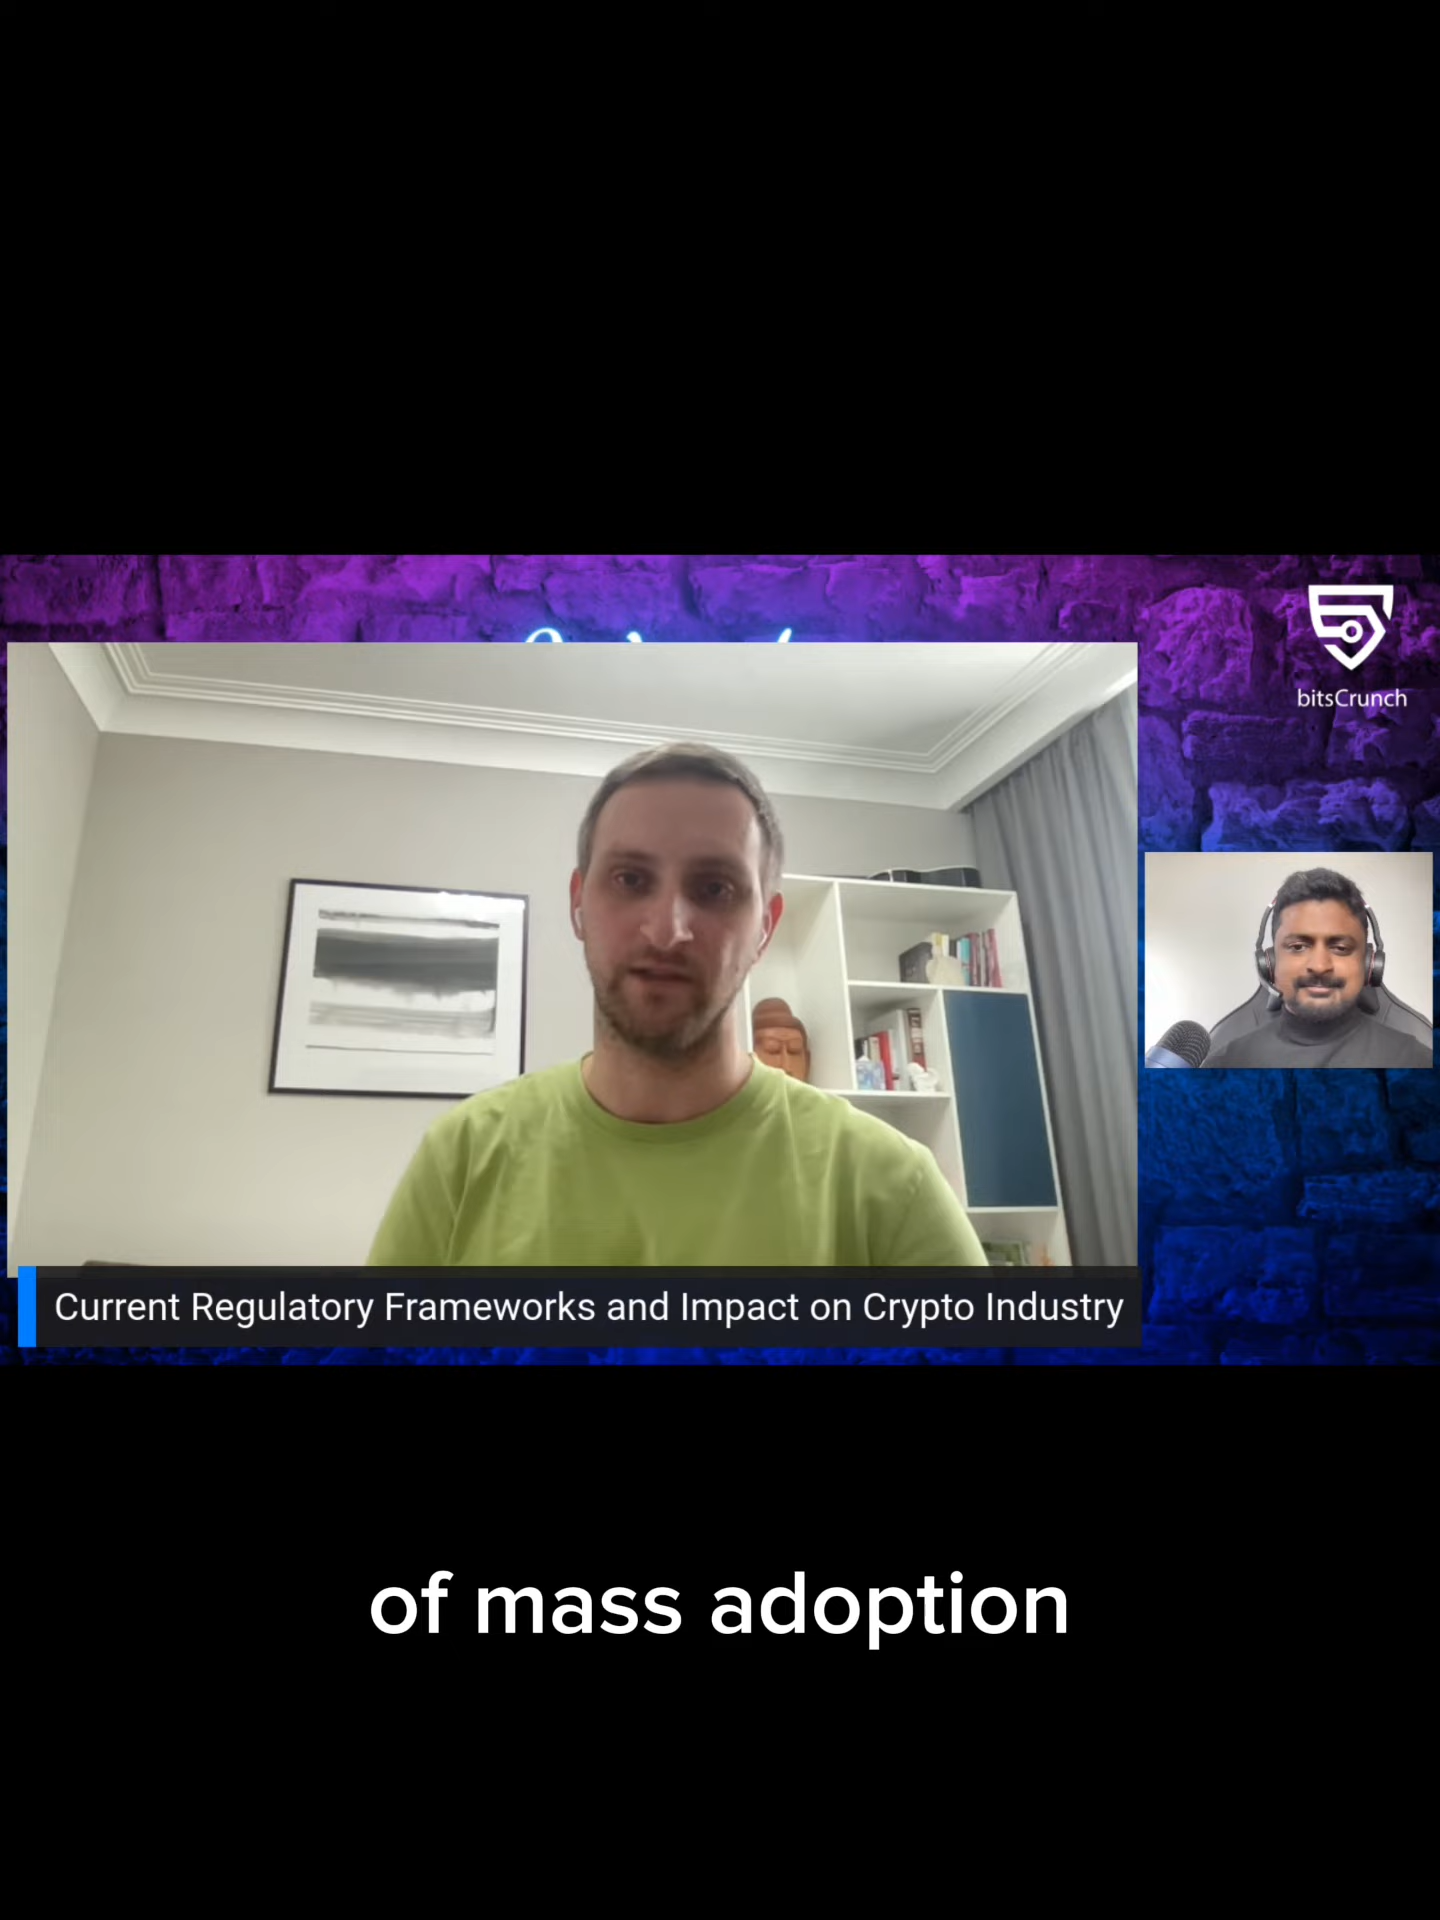 bitsCrunch
Current Regulatory Frameworks and Impact on Crypto Industry
of mass adoption